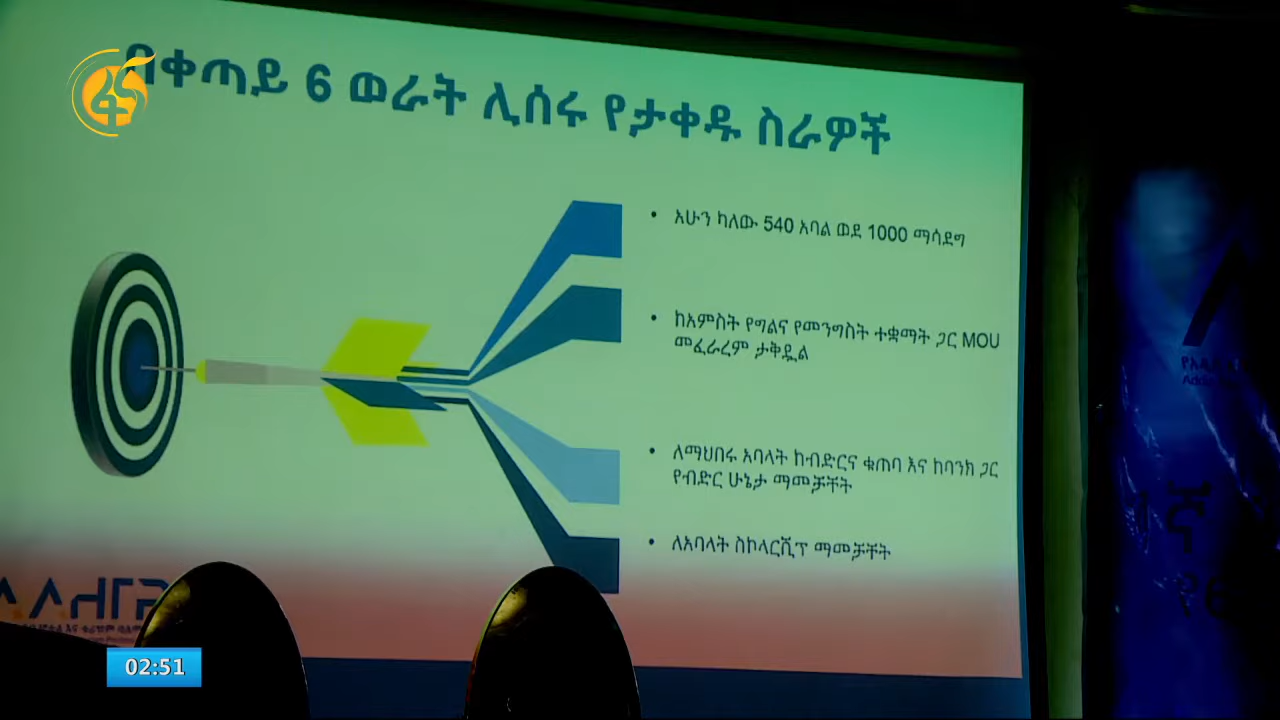 በቀጣይ 6 ወራት ሊሰሩ የታቀዱ ስራዎች
• አሁን ካለው 540 አባል ወደ 1000 ማሳደግ
• ከአምስት የግልና የመንግስት ተቋማት ጋር MOU
መፈራረም ታቅዷል
• ለማህበሩ አባላት ከብድርና ቁጠባ እና ከባንክ ጋር
የብድር ሁኔታ ማመቻቸት
• ለአባላት ስኮላርሺፕ ማመቻቸት
02:51